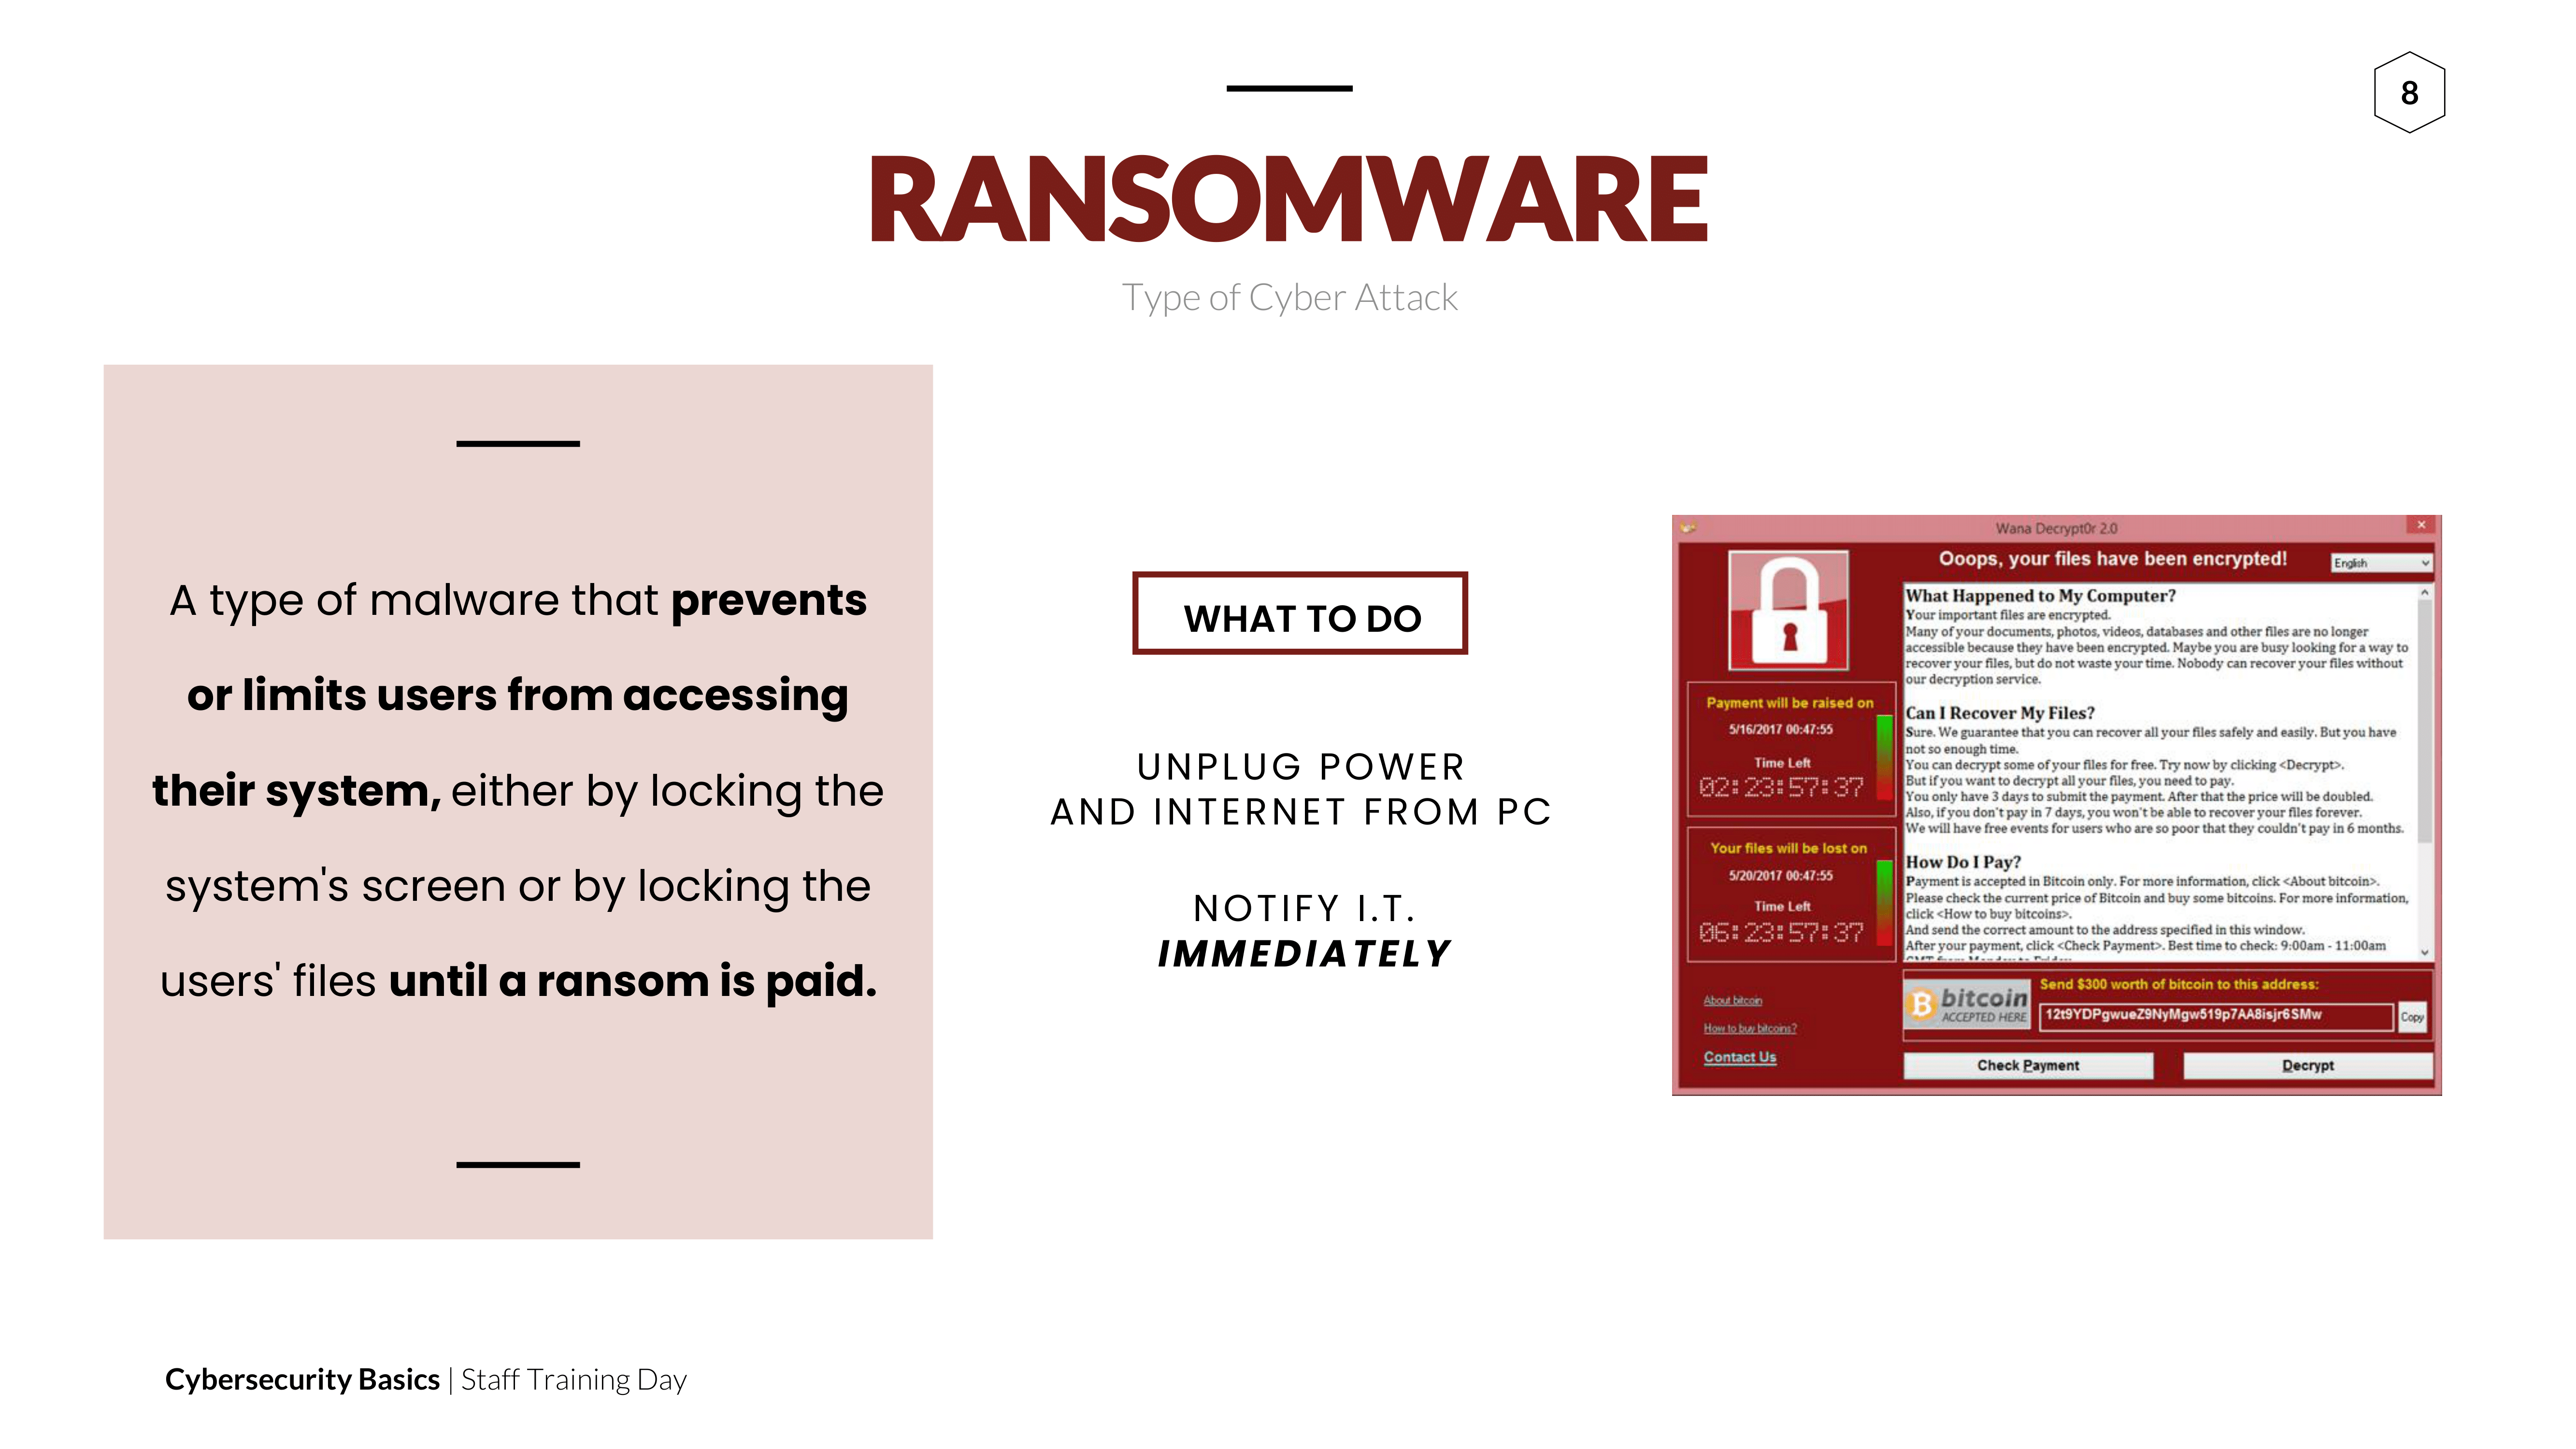 8
RANSOMWARE
Type of Cyber Attack
A type of malware that prevents
or limits users from accessing
their system, either by locking the
system's screen or by locking the
users' files until a ransom is paid.
WHAT TO DO
UNPLUG POWER
AND INTERNET FROM PC
NOTIFY I.T.
IMMEDIATELY
Wana Decrypt0r 2.0
Ooops, your files have been encrypted!
English
Payment will be raised on
5/16/2017 00:47:55
Time Left
02:23:57:37
Your files will be lost on
5/20/2017 00:47:55
Time Left
06:23:57:37
About bitcoin
How to buy bitcoins?
Contact Us
What Happened to My Computer?
Your important files are encrypted.
Many of your documents, photos, videos, databases and other files are no longer
accessible because they have been encrypted. Maybe you are busy looking for a way to
recover your files, but do not waste your time. Nobody can recover your files without
our decryption service.
Can I Recover My Files?
Sure. We guarantee that you can recover all your files safely and easily. But you have
not so enough time.
You can decrypt some of your files for free. Try now by clicking <Decrypt>.
But if you want to decrypt all your files, you need to pay.
You only have 3 days to submit the payment. After that the price will be doubled.
Also, if you don't pay in 7 days, you won't be able to recover your files forever.
We will have free events for users who are so poor that they couldn't pay in 6 months.
How Do I Pay?
Payment is accepted in Bitcoin only. For more information, click <About bitcoin>.
Please check the current price of Bitcoin and buy some bitcoins. For more information,
click <How to buy bitcoins>.
And send the correct amount to the address specified in this window.
After your payment, click <Check Payment>. Best time to check: 9:00am - 11:00am
bitcoin
ACCEPTED HERE
Send $300 worth of bitcoin to this address:
12t9YDPgwueZ9NyMgw519p7AA8isjr6SMw
Copy
Check Payment
Decrypt
Cybersecurity Basics | Staff Training Day